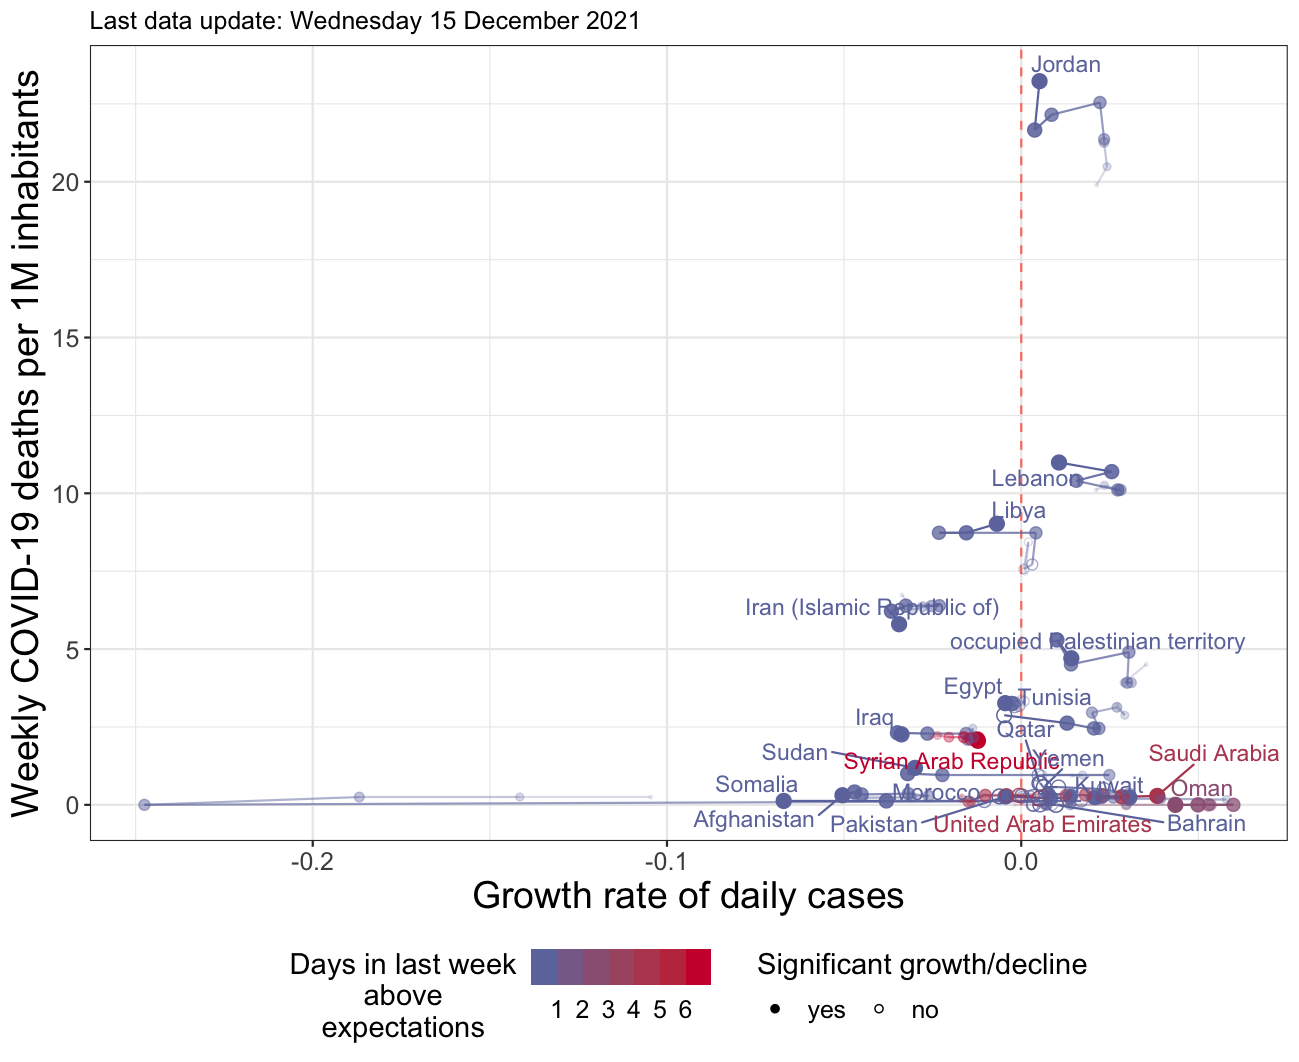 Last data update: Wednesday 15 December 2021
Weekly COVID-19 deaths per 1M inhabitants
20
15
10
5
0
Jordan
Lebanon
Libya
Iran (Islamic Republic of)
occupied Palestinian territory
Egypt
Tunisia
Iraq
Qatar
Sudan
Syrian Arab Republic
Yemen
Saudi Arabia
Somalia
Morocco
Kuwait
Oman
Afghanistan
Pakistan
United Arab Emirates
Bahrain
-0.2
-0.1
0.0
Growth rate of daily cases
Days in last week
above
expectations
1 2 3 4 5 6
Significant growth/decline
yes
no